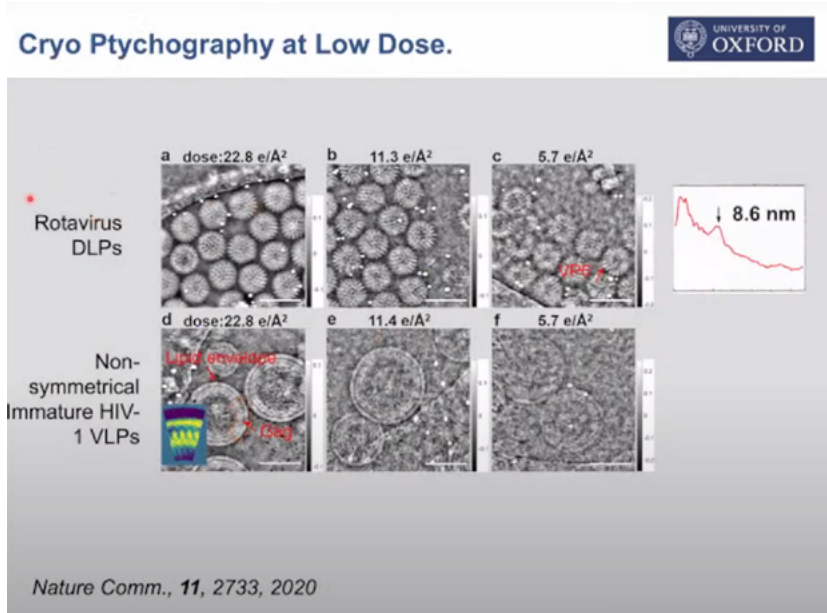 Cryo Ptychography at Low Dose.
UNIVERSITY OF
OXFORD
a dose:22.8 e/Å²
b 11.3 e/Å²
c 5.7 e/Å²
Rotavirus
DLPs
VP6
8.6 nm
d dose:22.8 e/Å²
e 11.4 e/Å²
f 5.7 e/Å²
Non-
symmetrical
Immature HIV-
1 VLPs
Lipid envelope
Gag
Nature Comm., 11, 2733, 2020